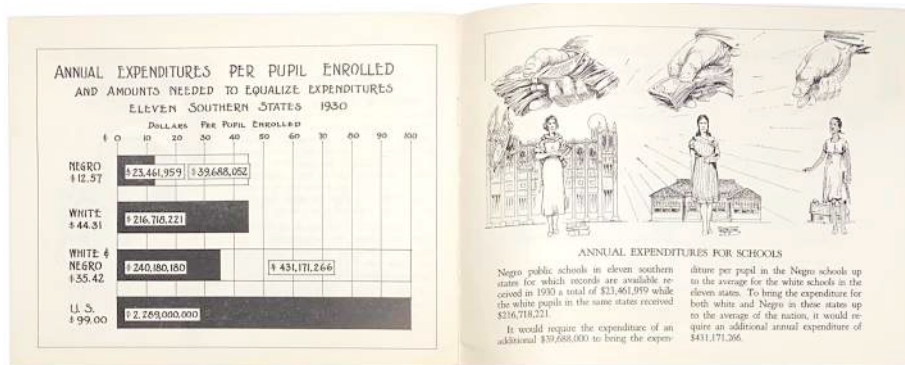 ANNUAL EXPENDITURES PER PUPIL ENROLLED
AND AMOUNTS NEEDED TO EQUALIZE EXPENDITURES
ELEVEN SOUTHERN STATES 1930
DOLLARS PER PUPIL ENROLLED
$ 0 10 20 30 40 50 60 70 80 90 100
NEGRO
$12.57
$23,461,959 $39,688,052
WHITE
$44.31
$216,718,221
WHITE &
NEGRO
$35.42
$240,180,180 $431,171,266
U.S.
$99.00
$2,289,000,000
ANNUAL EXPENDITURES FOR SCHOOLS
Negro public schools in eleven southern
states for which records are available re-
ceived in 1930 a total of $23,461,959 while
the white pupils in the same states received
$216,718,221.
It would require the expenditure of an
additional $39,688,000 to bring the expen-
diture per pupil in the Negro schools up
to the average for the white schools in the
eleven states. To bring the expenditure for
both white and Negro in these states up
to the average of the nation, it would re-
quire an additional annual expenditure of
$431,171,266.